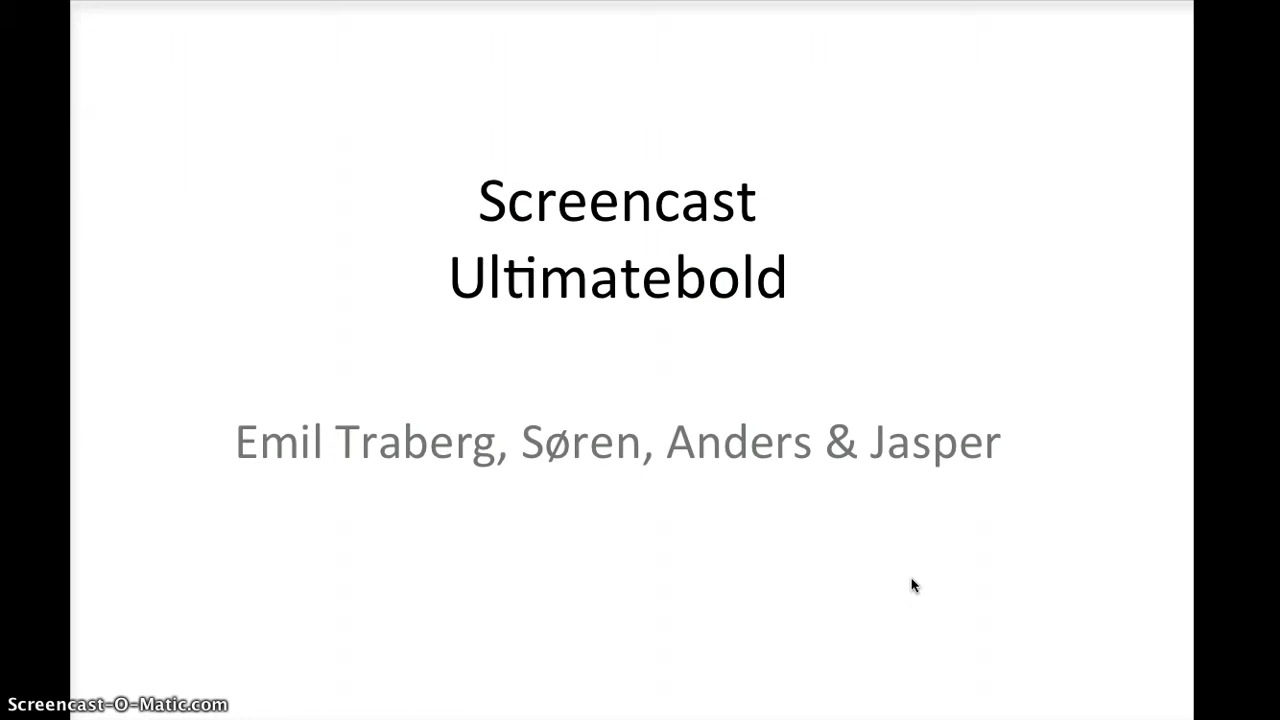 Screencast
Ultimatebold
Emil Traberg, Søren, Anders & Jasper
Screencast-O-Matic.com